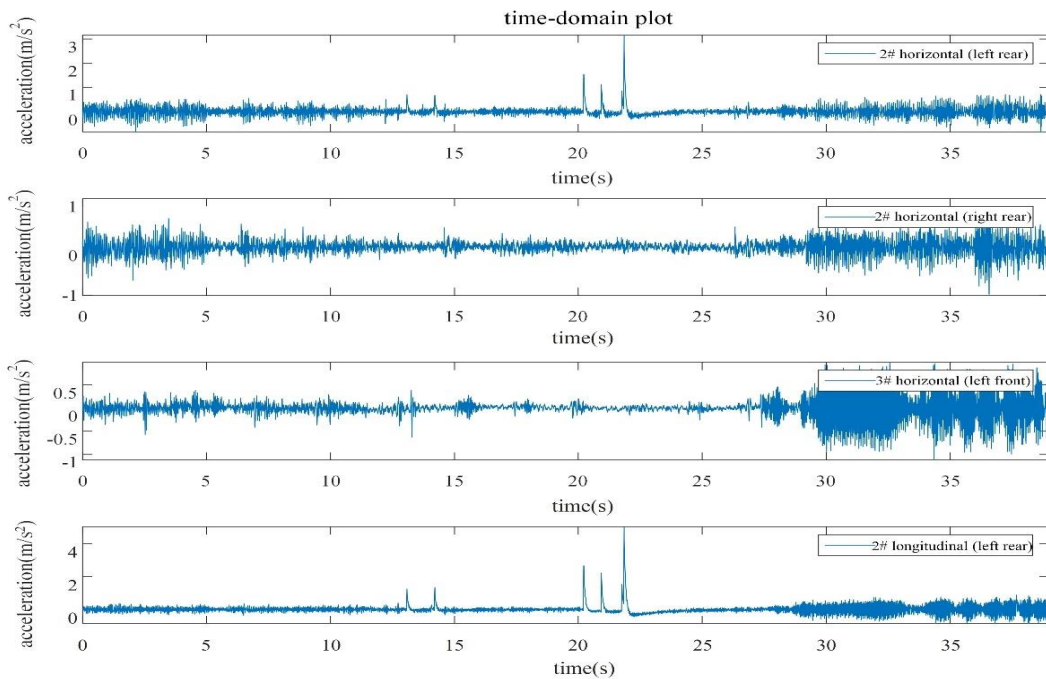 time-domain plot
acceleration(m/s²)
3
2
1
0
2# horizontal (left rear)
0 5 10 15 20 25 30 35
time(s)
acceleration(m/s²)
1
0
-1
2# horizontal (right rear)
0 5 10 15 20 25 30 35
time(s)
acceleration(m/s²)
0.5
0
-0.5
-1
3# horizontal (left front)
0 5 10 15 20 25 30 35
time(s)
acceleration(m/s²)
4
2
0
2# longitudinal (left rear)
0 5 10 15 20 25 30 35
time(s)